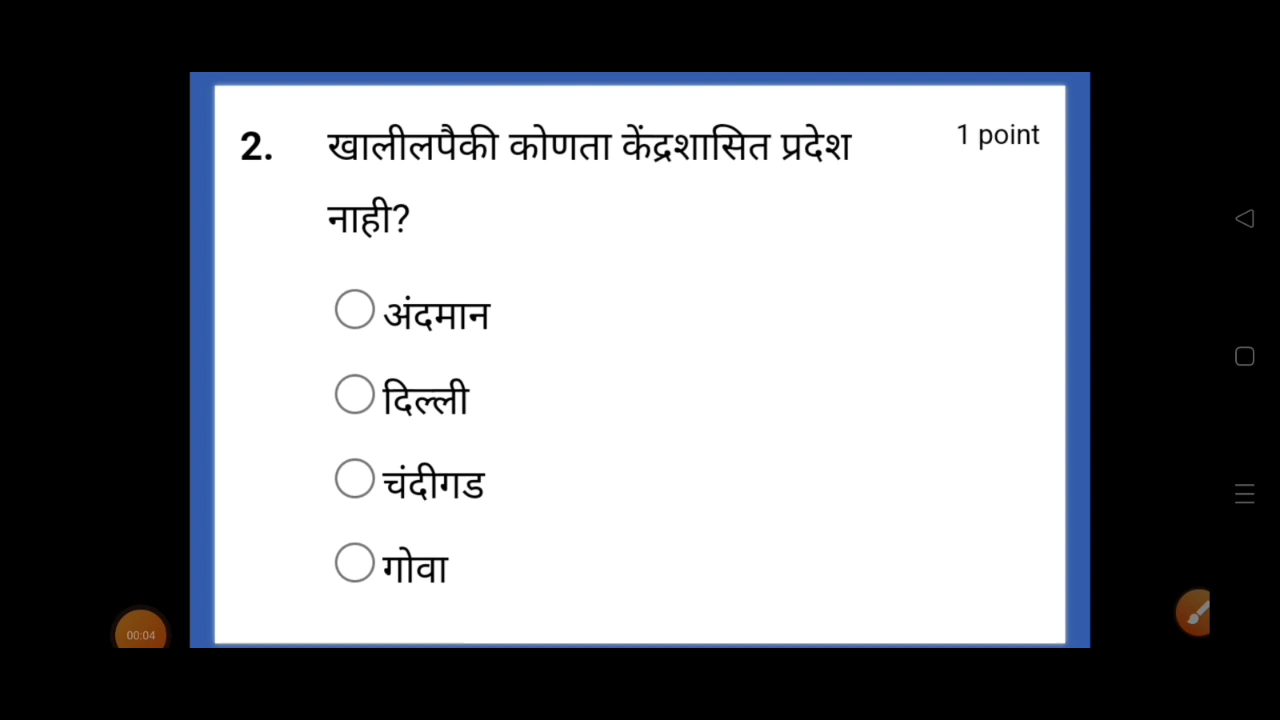 2. खालीलपैकी कोणता केंद्रशासित प्रदेश 1 point
नाही?
अंदमान
दिल्ली
चंदीगड
गोवा
00:04